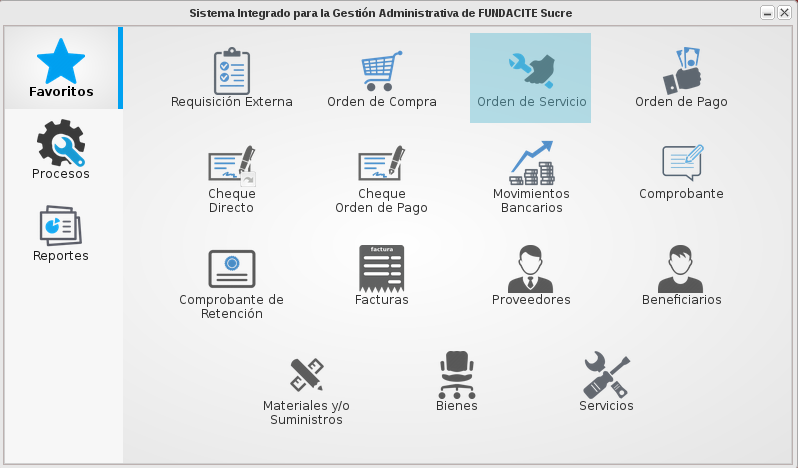 Sistema Integrado para la Gestión Administrativa de FUNDACITE Sucre
Favoritos
Procesos
Reportes
Requisición Externa
Orden de Compra
Orden de Servicio
Orden de Pago
Cheque
Directo
Cheque
Orden de Pago
Movimientos
Bancarios
Comprobante
Comprobante de
Retención
factura
Facturas
Proveedores
Beneficiarios
Materiales y/o
Suministros
Bienes
Servicios